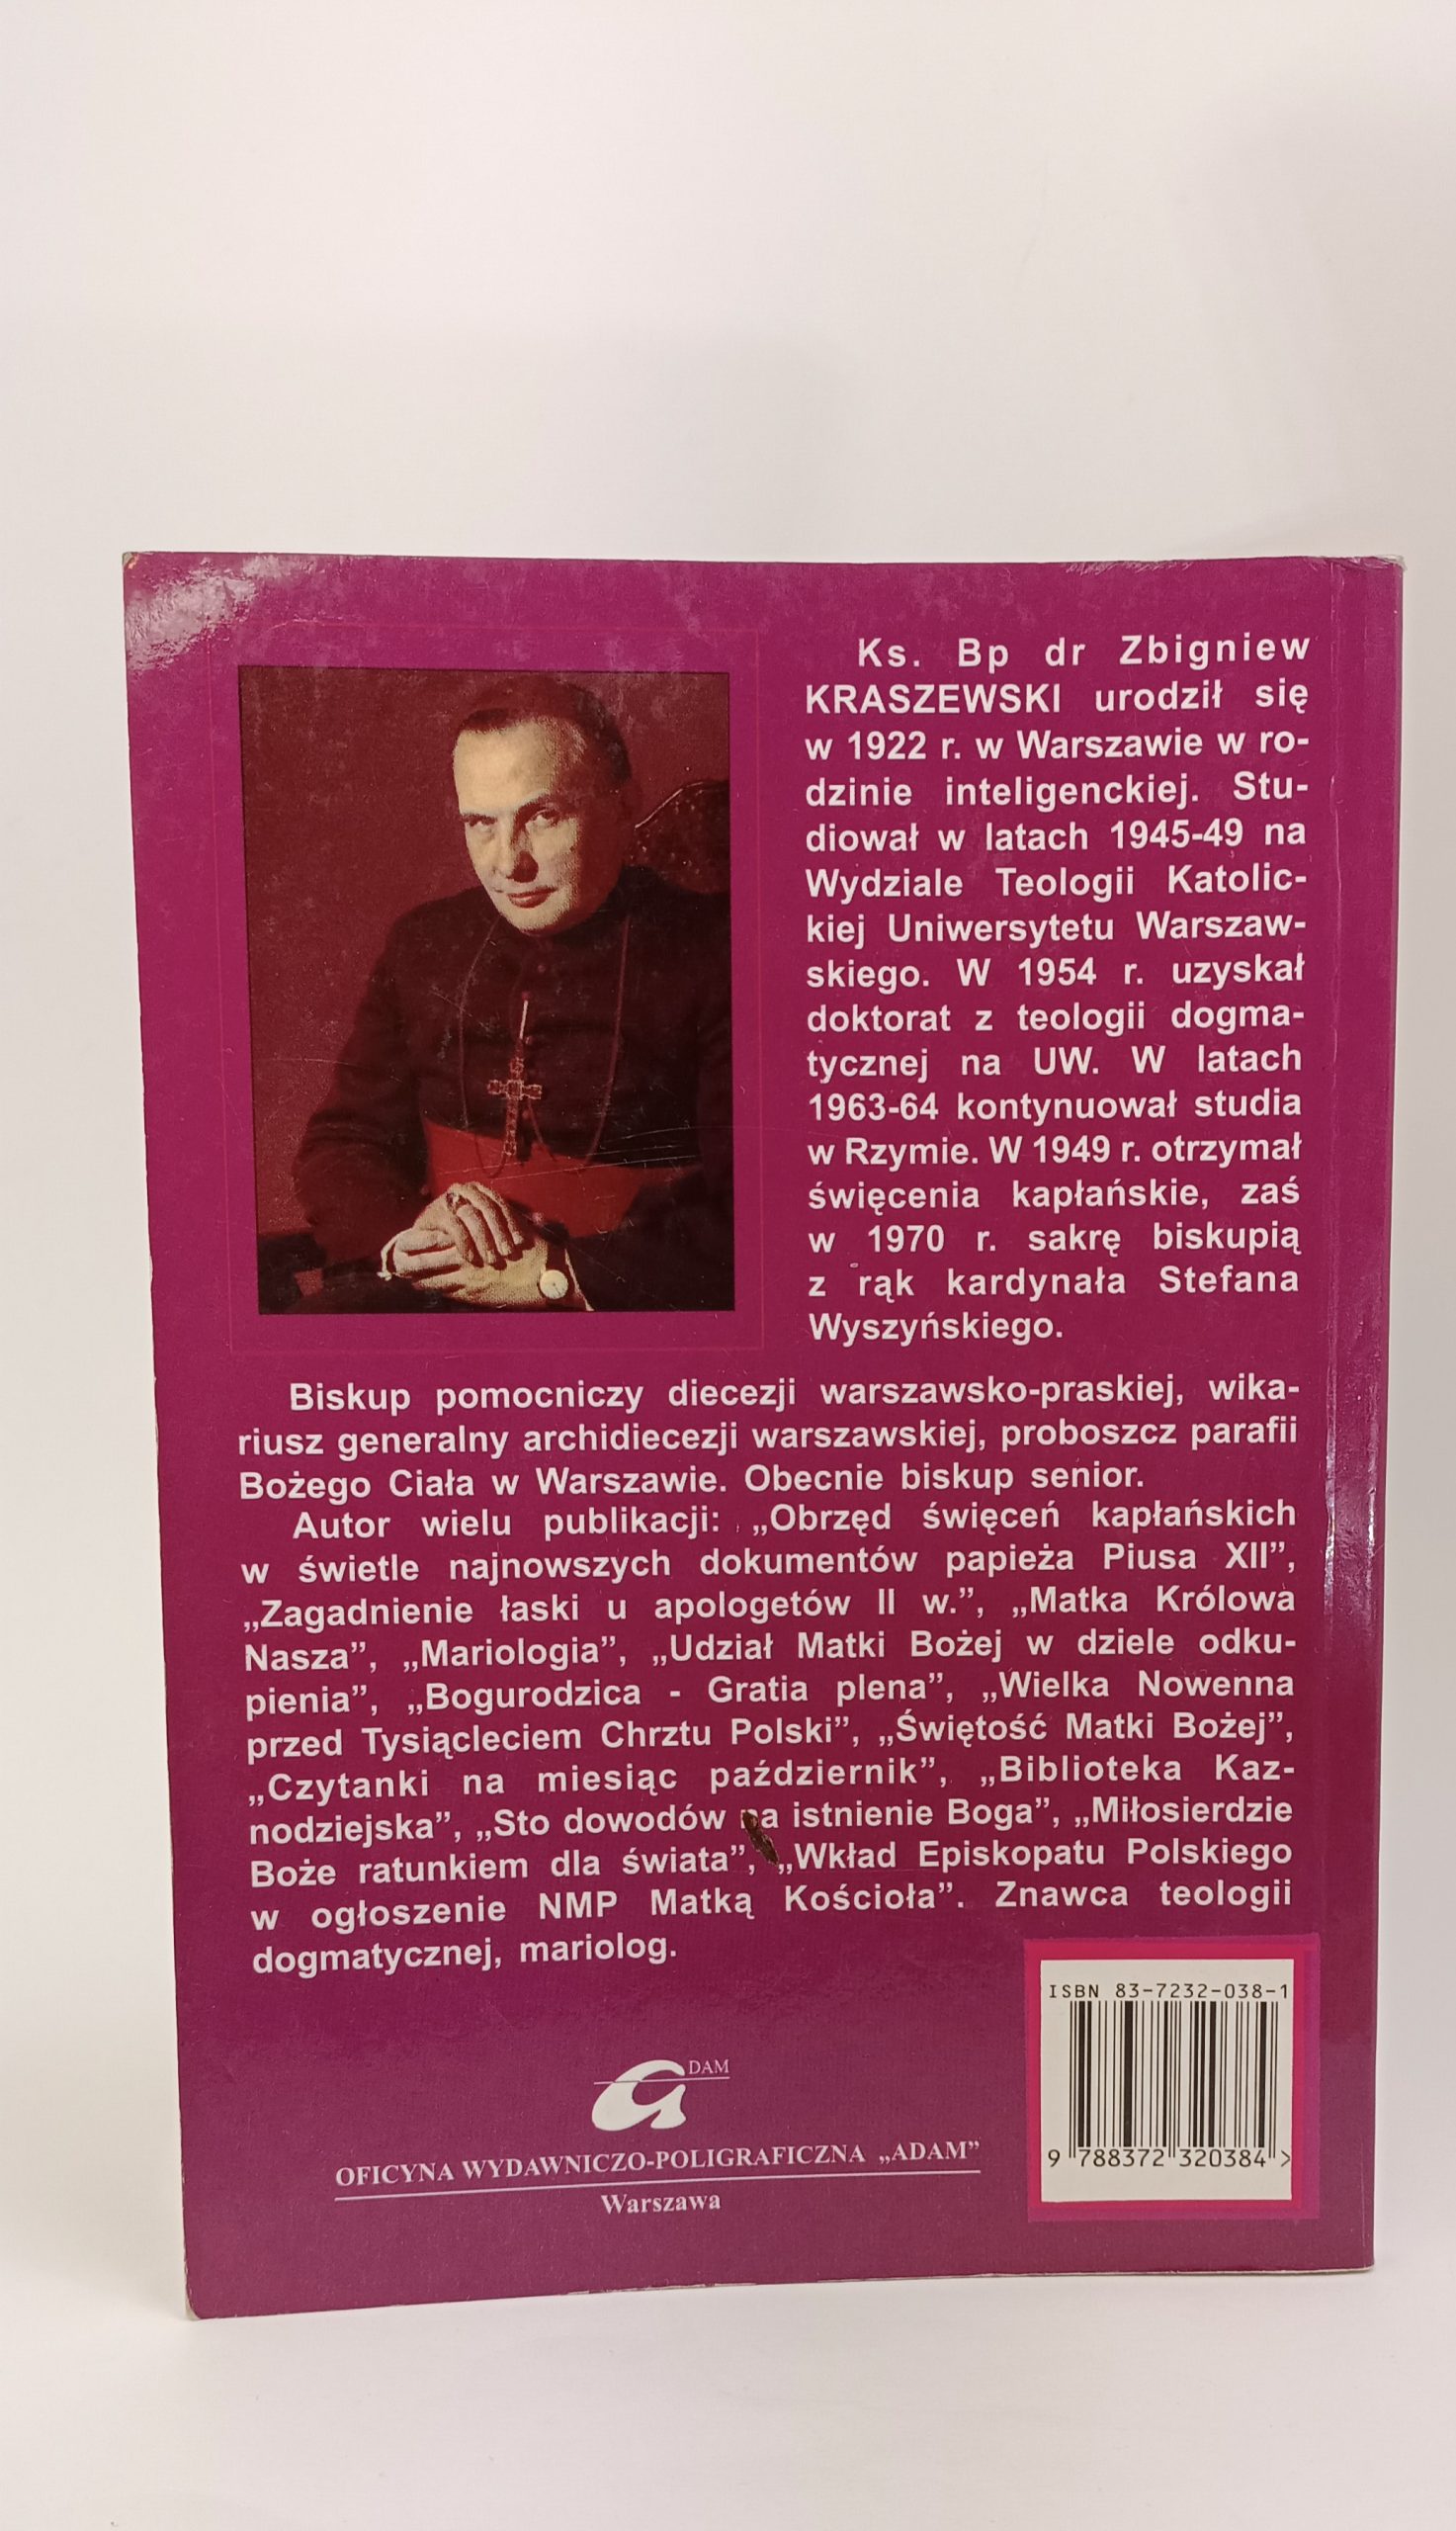 Ks. Bp dr Zbigniew
KRASZEWSKI urodził się
w 1922 r. w Warszawie w ro-
dzinie inteligenckiej. Stu-
diował w latach 1945-49 na
Wydziale Teologii Katolic-
kiej Uniwersytetu Warszaw-
skiego. W 1954 r. uzyskał
doktorat z teologii dogma-
tycznej na UW. W latach
1963-64 kontynuował studia
w Rzymie. W 1949 r. otrzymał
święcenia kapłańskie, zaś
w 1970 r. sakrę biskupią
z rąk kardynała Stefana
Wyszyńskiego.
Biskup pomocniczy diecezji warszawsko-praskiej, wika-
riusz generalny archidiecezji warszawskiej, proboszcz parafii
Bożego Ciała w Warszawie. Obecnie biskup senior.
Autor wielu publikacji: „Obrzęd święceń kapłańskich
w świetle najnowszych dokumentów papieża Piusa XII”,
„Zagadnienie łaski u apologetów II w.”, „Matka Królowa
Nasza”, „Mariologia”, „Udział Matki Bożej w dziele odku-
pienia”, „Bogurodzica - Gratia plena”, „Wielka Nowenna
przed Tysiącleciem Chrztu Polski”, „Świętość Matki Bożej”,
„Czytanki na miesiąc październik”, „Biblioteka Kaz-
nodziejska”, „Sto dowodów na istnienie Boga”, „Miłosierdzie
Boże ratunkiem dla świata”, „Wkład Episkopatu Polskiego
w ogłoszenie NMP Matką Kościoła”. Znawca teologii
dogmatycznej, mariolog.
ISBN 83-7232-038-1
9 788372 320384 >
ADAM
OFICYNA WYDAWNICZO-POLIGRAFICZNA „ADAM”
Warszawa